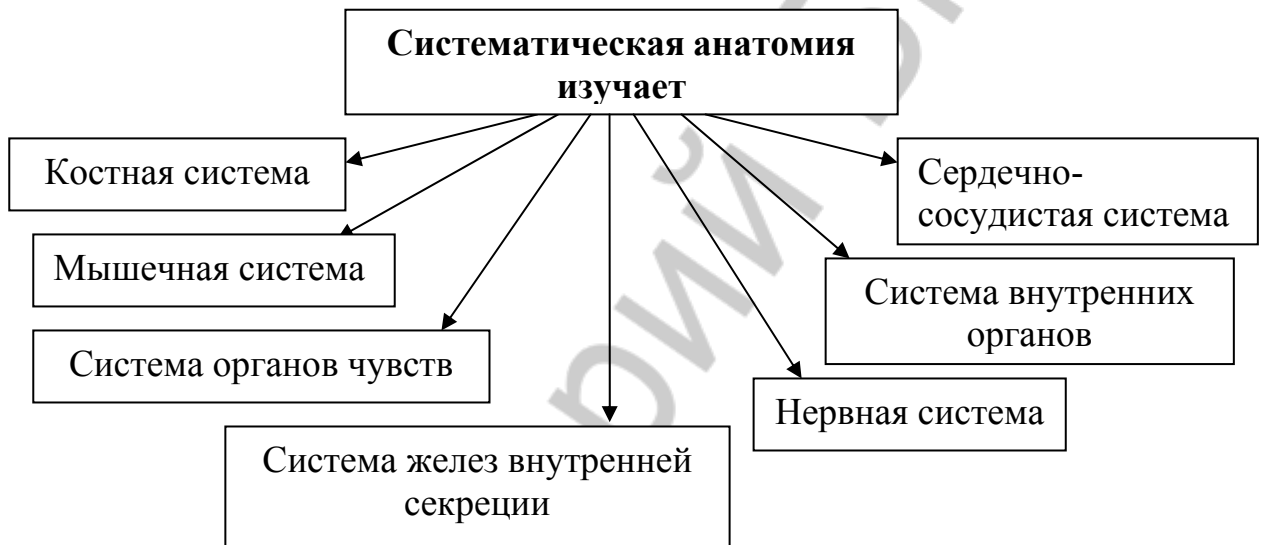 Систематическая анатомия
изучает
Костная система
Сердечно-
сосудистая система
Мышечная система
Система внутренних
органов
Система органов чувств
Нервная система
Система желез внутренней
секреции